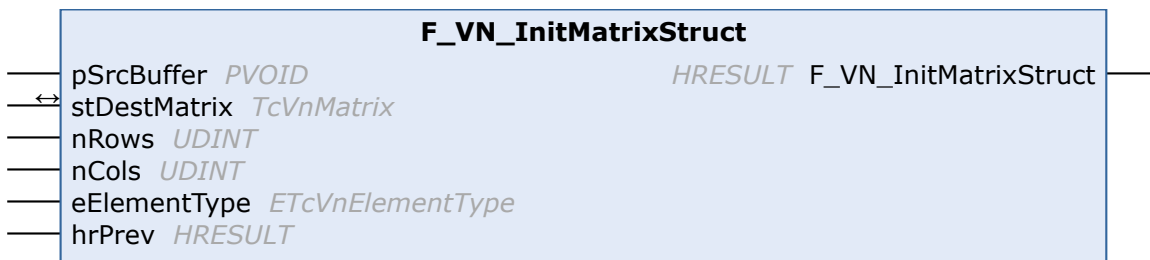 F_VN_InitMatrixStruct
pSrcBuffer PVOID HRESULT F_VN_InitMatrixStruct
stDestMatrix TcVnMatrix
nRows UDINT
nCols UDINT
eElementType ETcVnElementType
hrPrev HRESULT